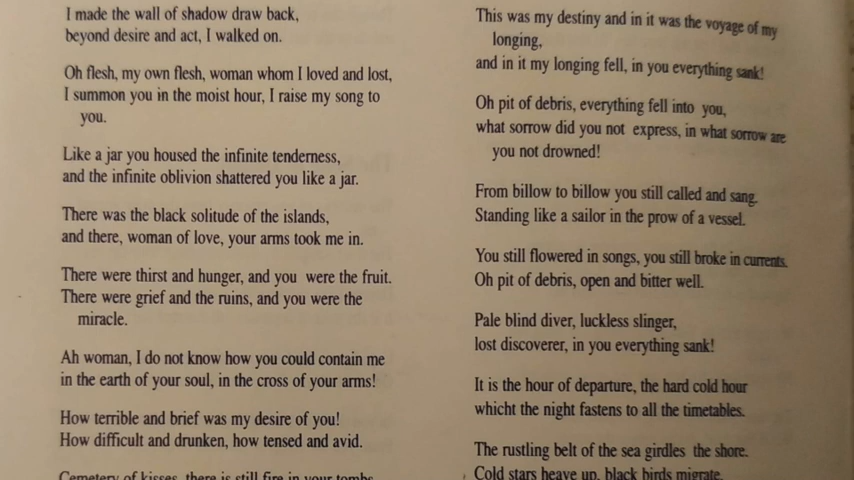 I made the wall of shadow draw back,
beyond desire and act, I walked on.
Oh flesh, my own flesh, woman whom I loved and lost,
I summon you in the moist hour, I raise my song to
you.
Like a jar you housed the infinite tenderness,
and the infinite oblivion shattered you like a jar.
There was the black solitude of the islands,
and there, woman of love, your arms took me in.
There were thirst and hunger, and you were the fruit.
There were grief and the ruins, and you were the
miracle.
Ah woman, I do not know how you could contain me
in the earth of your soul, in the cross of your arms!
How terrible and brief was my desire of you!
How difficult and drunken, how tensed and avid.
Cemetery of kisses, there is still fire in your tombs
This was my destiny and in it was the voyage of my
longing,
and in it my longing fell, in you everything sank!
Oh pit of debris, everything fell into you,
what sorrow did you not express, in what sorrow are
you not drowned!
From billow to billow you still called and sang.
Standing like a sailor in the prow of a vessel.
You still flowered in songs, you still broke in currents.
Oh pit of debris, open and bitter well.
Pale blind diver, luckless slinger,
lost discoverer, in you everything sank!
It is the hour of departure, the hard cold hour
whicht the night fastens to all the timetables.
The rustling belt of the sea girdles the shore.
Cold stars heave up, black birds migrate.